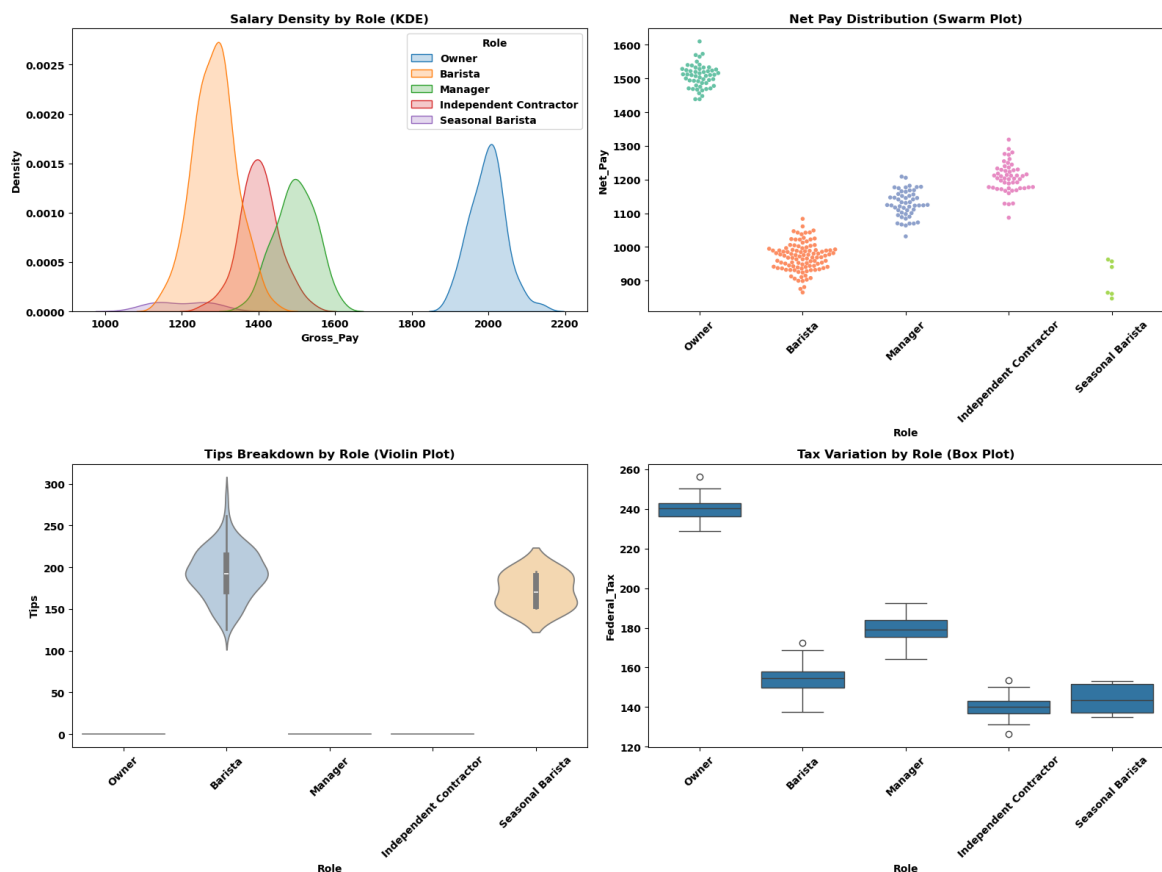 Salary Density by Role (KDE)
Density
0.0025
0.0020
0.0015
0.0010
0.0005
0.0000
1000 1200 1400 1600 1800 2000 2200
Gross_Pay
Role
Owner
Barista
Manager
Independent Contractor
Seasonal Barista
Net Pay Distribution (Swarm Plot)
Net_Pay
1600
1500
1400
1300
1200
1100
1000
900
Owner
Barista
Manager
Independent Contractor
Seasonal Barista
Role
Tips Breakdown by Role (Violin Plot)
Tips
300
250
200
150
100
50
0
Owner
Barista
Manager
Independent Contractor
Seasonal Barista
Role
Tax Variation by Role (Box Plot)
Federal_Tax
260
240
220
200
180
160
140
120
Owner
Barista
Manager
Independent Contractor
Seasonal Barista
Role